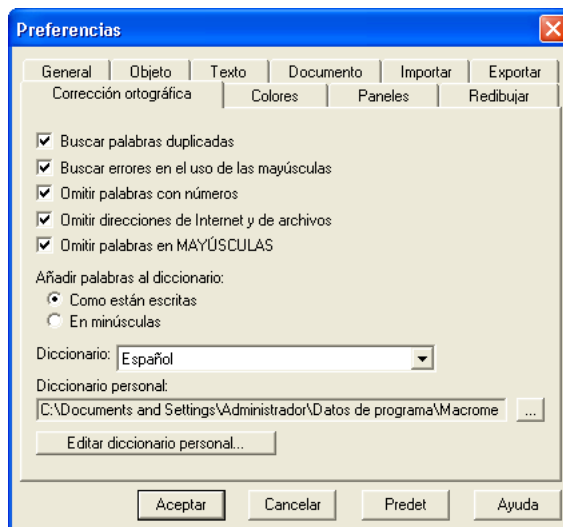 Preferencias
General Objeto Texto Documento Importar Exportar
Corrección ortográfica Colores Paneles Redibujar
Buscar palabras duplicadas
Buscar errores en el uso de las mayúsculas
Omitir palabras con números
Omitir direcciones de Internet y de archivos
Omitir palabras en MAYÚSCULAS
Añadir palabras al diccionario:
Como están escritas
En minúsculas
Diccionario: Español
Diccionario personal:
C:\Documents and Settings\Administrador\Datos de programa\Macrome ...
Editar diccionario personal...
Aceptar Cancelar Predet Ayuda